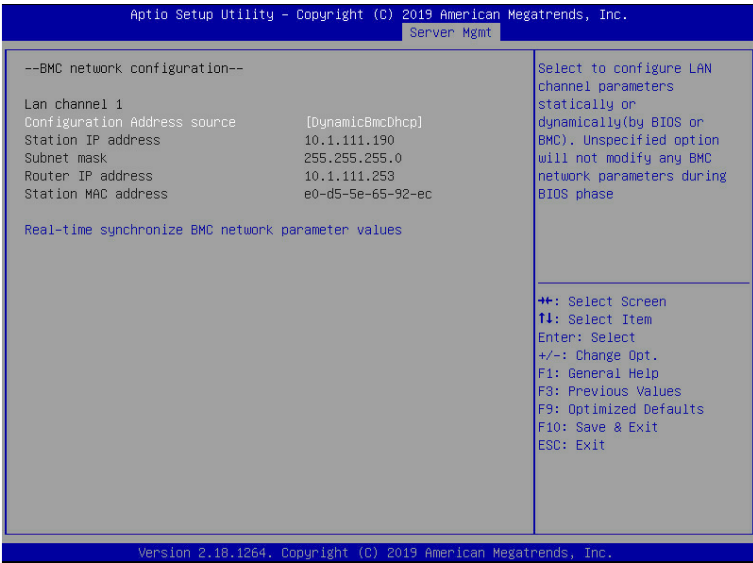 Aptio Setup Utility – Copyright (C) 2019 American Megatrends, Inc.
Server Mgmt
--BMC network configuration--
Lan channel 1
Configuration Address source [DynamicBmcDhcp]
Station IP address 10.1.111.190
Subnet mask 255.255.255.0
Router IP address 10.1.111.253
Station MAC address e0-d5-5e-65-92-ec
Real-time synchronize BMC network parameter values
Select to configure LAN
channel parameters
statically or
dynamically(by BIOS or
BMC). Unspecified option
will not modify any BMC
network parameters during
BIOS phase
→←: Select Screen
↑↓: Select Item
Enter: Select
+/-: Change Opt.
F1: General Help
F3: Previous Values
F9: Optimized Defaults
F10: Save & Exit
ESC: Exit
Version 2.18.1264. Copyright (C) 2019 American Megatrends, Inc.